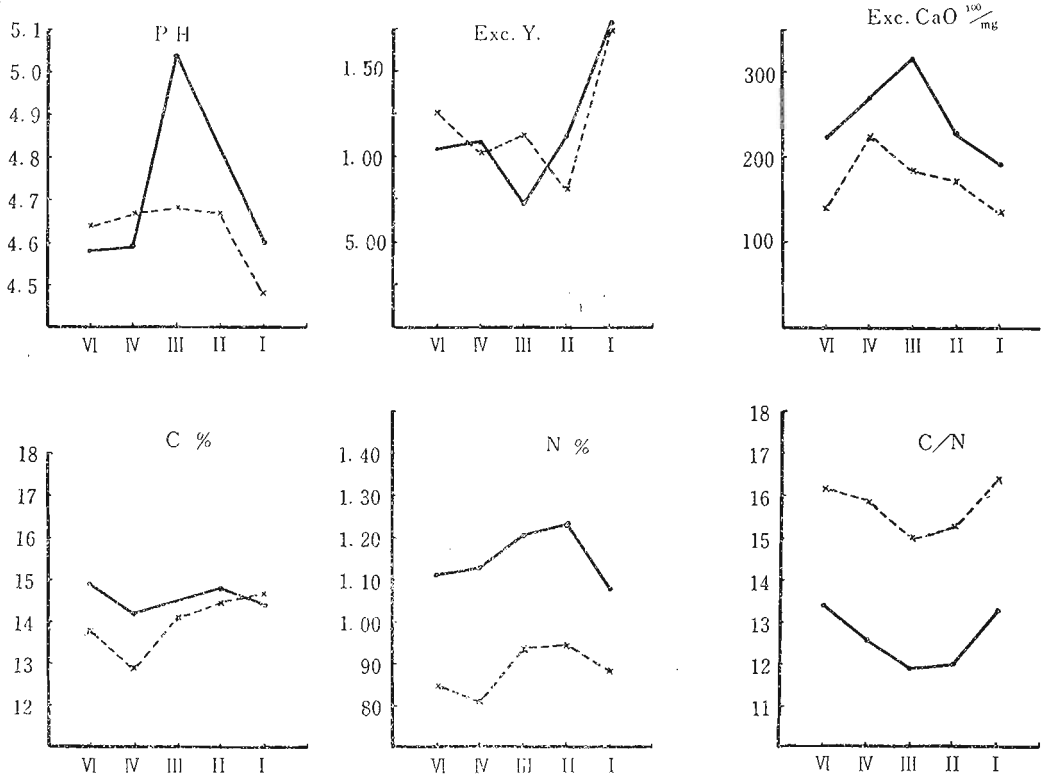 PH
5.1
5.0
4.9
4.8
4.7
4.6
4.5
VI IV III II I
Exc. Y.
1.50
1.00
5.00
VI IV III II I
Exc. CaO 100/mg
300
200
100
VI IV III II I
C %
18
17
16
15
14
13
12
VI IV III II I
N %
1.40
1.30
1.20
1.10
1.00
90
80
VI IV III II I
C/N
18
17
16
15
14
13
12
11
VI IV III II I